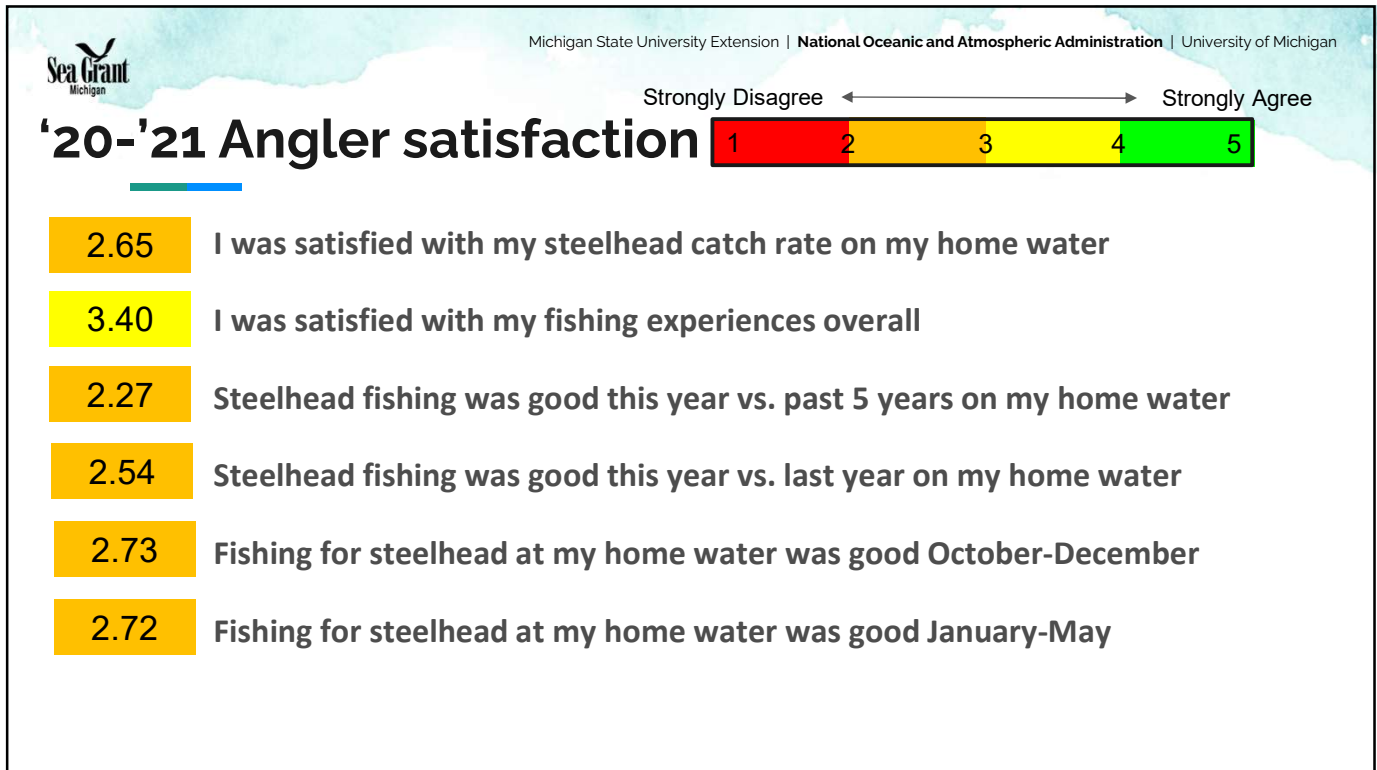 Michigan State University Extension | National Oceanic and Atmospheric Administration | University of Michigan
Sea Grant
Michigan
Strongly Disagree Strongly Agree
‘20-’21 Angler satisfaction
1 2 3 4 5
2.65 I was satisfied with my steelhead catch rate on my home water
3.40 I was satisfied with my fishing experiences overall
2.27 Steelhead fishing was good this year vs. past 5 years on my home water
2.54 Steelhead fishing was good this year vs. last year on my home water
2.73 Fishing for steelhead at my home water was good October-December
2.72 Fishing for steelhead at my home water was good January-May